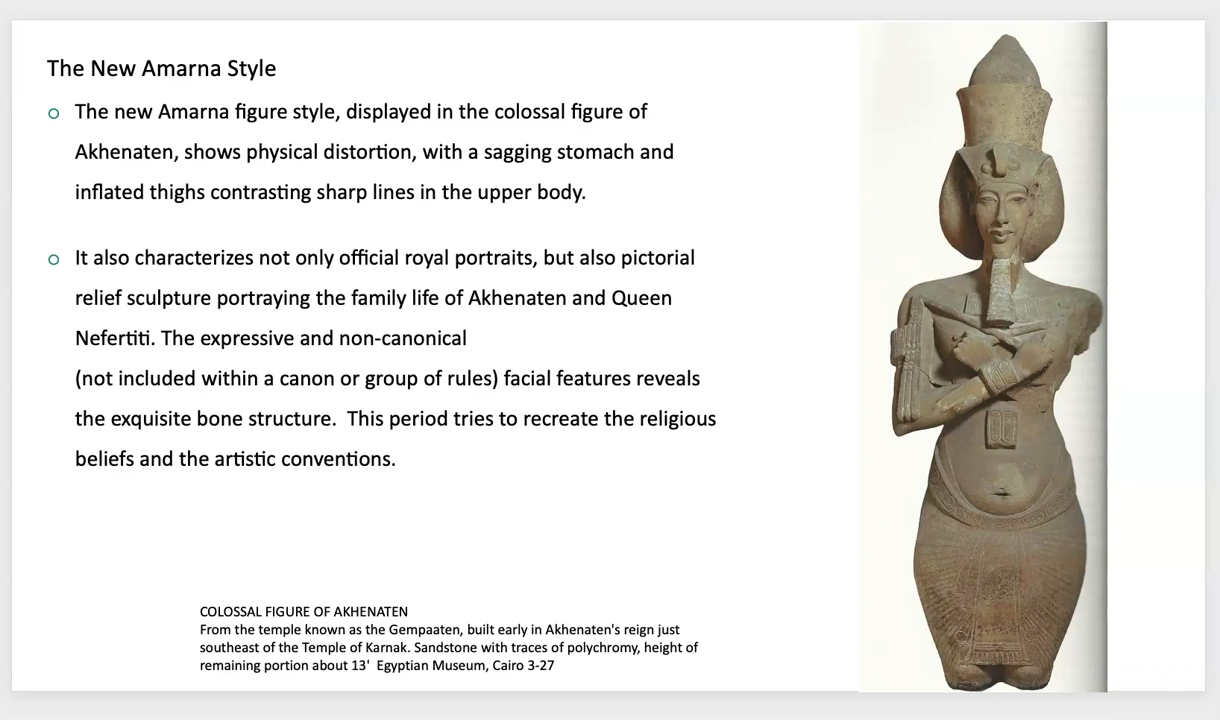 The New Amarna Style
The new Amarna figure style, displayed in the colossal figure of
Akhenaten, shows physical distortion, with a sagging stomach and
inflated thighs contrasting sharp lines in the upper body.
It also characterizes not only official royal portraits, but also pictorial
relief sculpture portraying the family life of Akhenaten and Queen
Nefertiti. The expressive and non-canonical
(not included within a canon or group of rules) facial features reveals
the exquisite bone structure.  This period tries to recreate the religious
beliefs and the artistic conventions.
COLOSSAL FIGURE OF AKHENATEN
From the temple known as the Gempaaten, built early in Akhenaten's reign just
southeast of the Temple of Karnak. Sandstone with traces of polychromy, height of
remaining portion about 13'  Egyptian Museum, Cairo 3-27